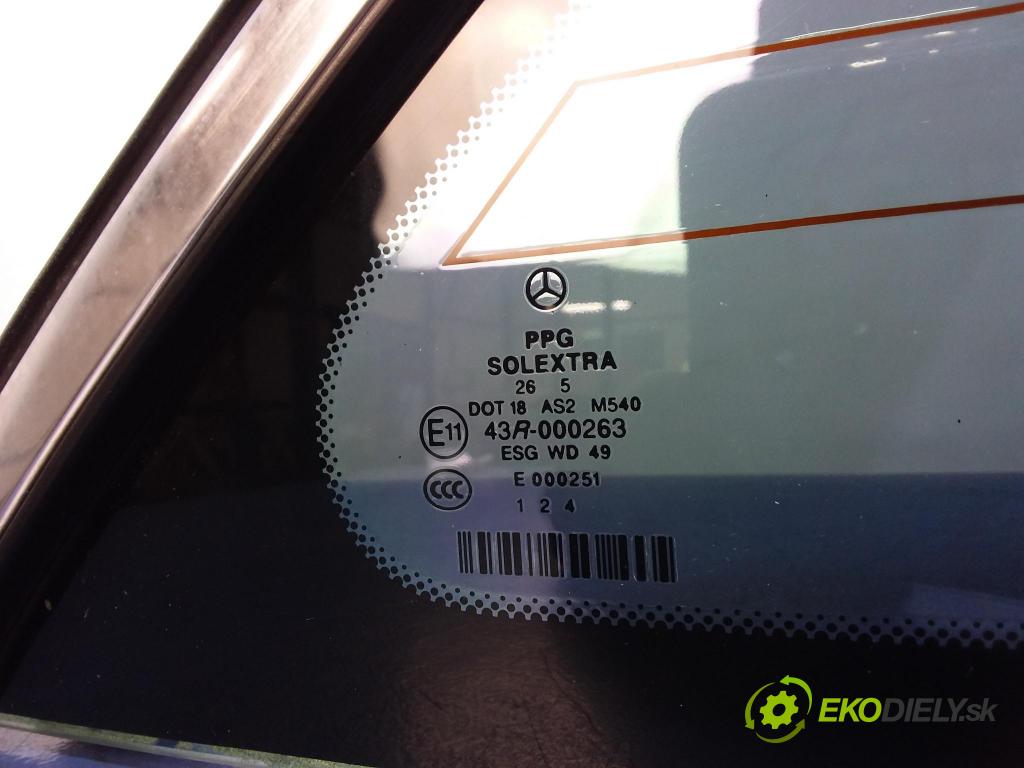 PPG
SOLEXTRA
26 5
DOT 18 AS2 M540
E11 43R-000263
ESG WD 49
CCC E 000251
1 2 4
EKODIELY.sk